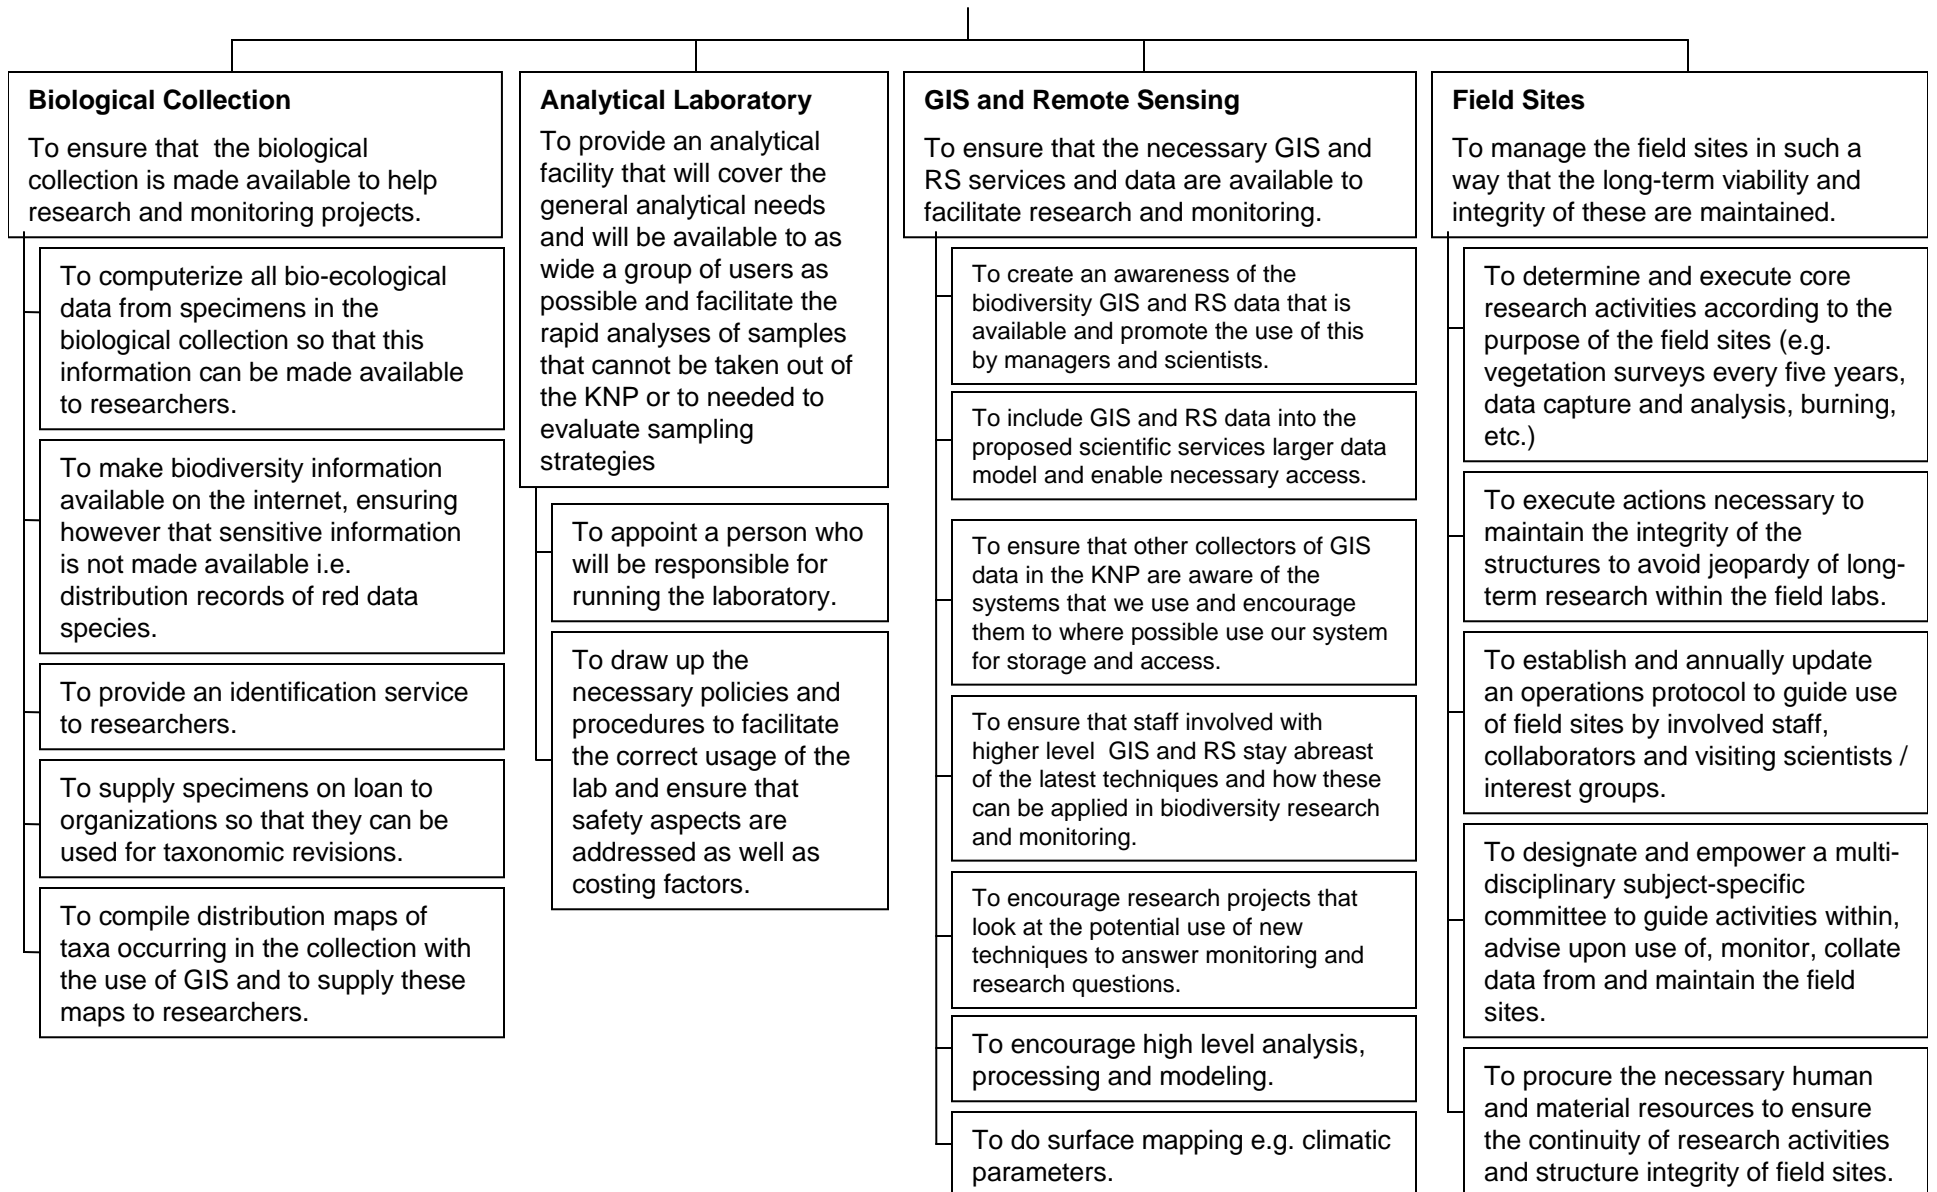 Biological Collection
To ensure that  the biological
collection is made available to help
research and monitoring projects.
To computerize all bio-ecological
data from specimens in the
biological collection so that this
information can be made available
to researchers.
To make biodiversity information
available on the internet, ensuring
however that sensitive information
is not made available i.e.
distribution records of red data
species.
To provide an identification service
to researchers.
To supply specimens on loan to
organizations so that they can be
used for taxonomic revisions.
To compile distribution maps of
taxa occurring in the collection with
the use of GIS and to supply these
maps to researchers.
Analytical Laboratory
To provide an analytical
facility that will cover the
general analytical needs
and will be available to as
wide a group of users as
possible and facilitate the
rapid analyses of samples
that cannot be taken out of
the KNP or to needed to
evaluate sampling
strategies
To appoint a person who
will be responsible for
running the laboratory.
To draw up the
necessary policies and
procedures to facilitate
the correct usage of the
lab and ensure that
safety aspects are
addressed as well as
costing factors.
GIS and Remote Sensing
To ensure that the necessary GIS and
RS services and data are available to
facilitate research and monitoring.
To create an awareness of the
biodiversity GIS and RS data that is
available and promote the use of this
by managers and scientists.
To include GIS and RS data into the
proposed scientific services larger data
model and enable necessary access.
To ensure that other collectors of GIS
data in the KNP are aware of the
systems that we use and encourage
them to where possible use our system
for storage and access.
To ensure that staff involved with
higher level  GIS and RS stay abreast
of the latest techniques and how these
can be applied in biodiversity research
and monitoring.
To encourage research projects that
look at the potential use of new
techniques to answer monitoring and
research questions.
To encourage high level analysis,
processing and modeling.
To do surface mapping e.g. climatic
parameters.
Field Sites
To manage the field sites in such a
way that the long-term viability and
integrity of these are maintained.
To determine and execute core
research activities according to the
purpose of the field sites (e.g.
vegetation surveys every five years,
data capture and analysis, burning,
etc.)
To execute actions necessary to
maintain the integrity of the
structures to avoid jeopardy of long-
term research within the field labs.
To establish and annually update
an operations protocol to guide use
of field sites by involved staff,
collaborators and visiting scientists /
interest groups.
To designate and empower a multi-
disciplinary subject-specific
committee to guide activities within,
advise upon use of, monitor, collate
data from and maintain the field
sites.
To procure the necessary human
and material resources to ensure
the continuity of research activities
and structure integrity of field sites.